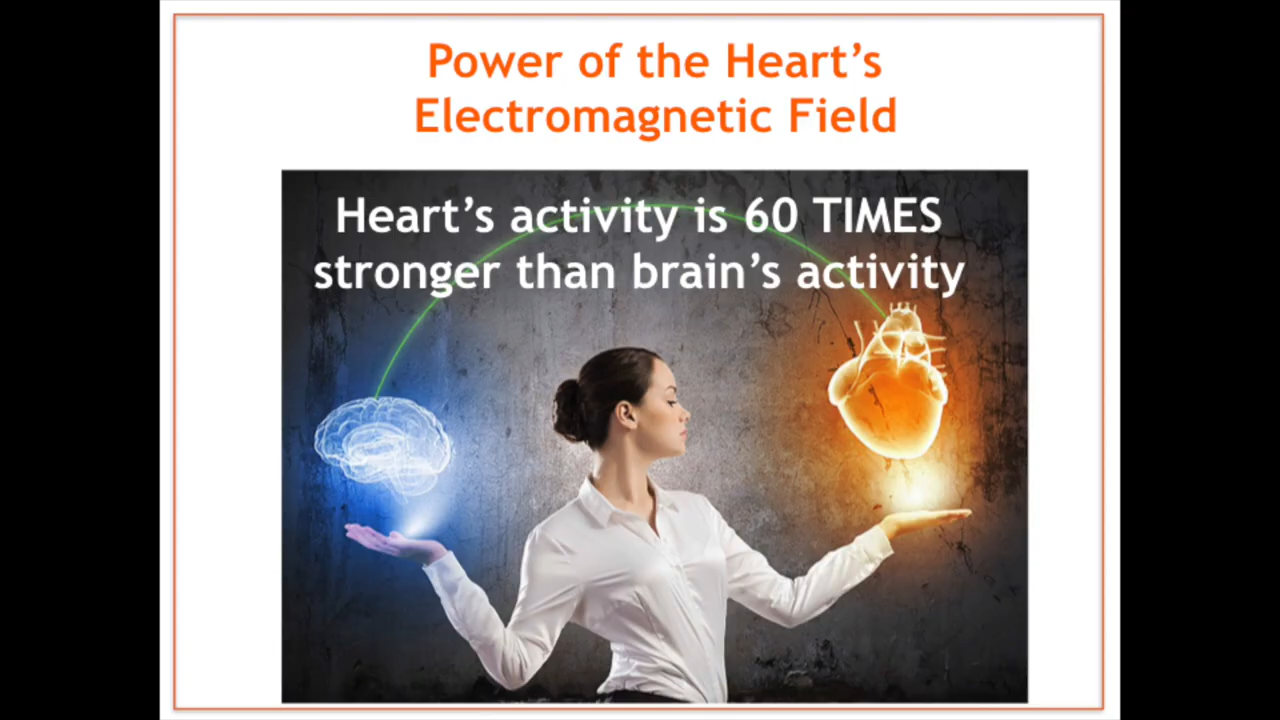 Power of the Heart’s
Electromagnetic Field
Heart’s activity is 60 TIMES
stronger than brain’s activity